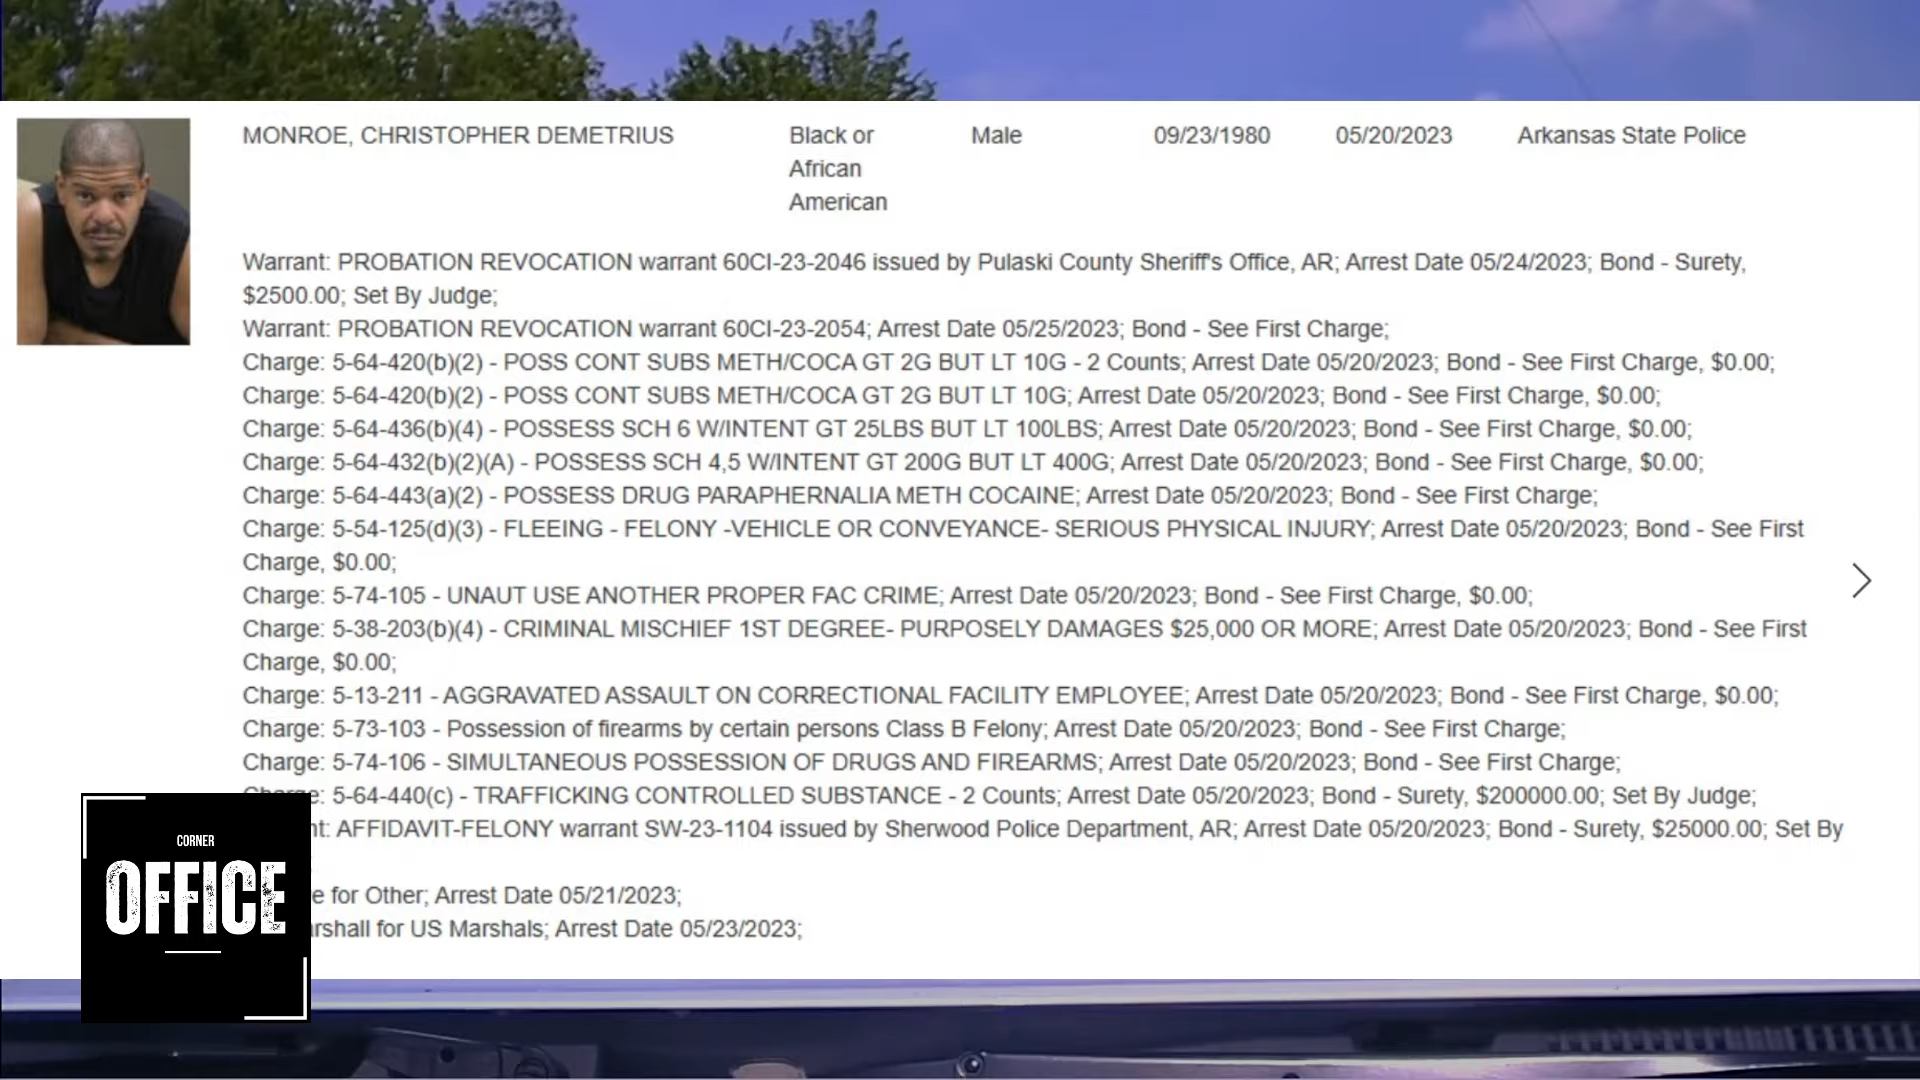 MONROE, CHRISTOPHER DEMETRIUS Black or Male 09/23/1980 05/20/2023 Arkansas State Police
African
American
Warrant: PROBATION REVOCATION warrant 60CI-23-2046 issued by Pulaski County Sheriff's Office, AR; Arrest Date 05/24/2023; Bond - Surety,
$2500.00; Set By Judge;
Warrant: PROBATION REVOCATION warrant 60CI-23-2054; Arrest Date 05/25/2023; Bond - See First Charge;
Charge: 5-64-420(b)(2) - POSS CONT SUBS METH/COCA GT 2G BUT LT 10G - 2 Counts; Arrest Date 05/20/2023; Bond - See First Charge, $0.00;
Charge: 5-64-420(b)(2) - POSS CONT SUBS METH/COCA GT 2G BUT LT 10G; Arrest Date 05/20/2023; Bond - See First Charge, $0.00;
Charge: 5-64-436(b)(4) - POSSESS SCH 6 W/INTENT GT 25LBS BUT LT 100LBS; Arrest Date 05/20/2023; Bond - See First Charge, $0.00;
Charge: 5-64-432(b)(2)(A) - POSSESS SCH 4,5 W/INTENT GT 200G BUT LT 400G; Arrest Date 05/20/2023; Bond - See First Charge, $0.00;
Charge: 5-64-443(a)(2) - POSSESS DRUG PARAPHERNALIA METH COCAINE; Arrest Date 05/20/2023; Bond - See First Charge;
Charge: 5-54-125(d)(3) - FLEEING - FELONY -VEHICLE OR CONVEYANCE- SERIOUS PHYSICAL INJURY; Arrest Date 05/20/2023; Bond - See First
Charge, $0.00;
Charge: 5-74-105 - UNAUT USE ANOTHER PROPER FAC CRIME; Arrest Date 05/20/2023; Bond - See First Charge, $0.00;
Charge: 5-38-203(b)(4) - CRIMINAL MISCHIEF 1ST DEGREE- PURPOSELY DAMAGES $25,000 OR MORE; Arrest Date 05/20/2023; Bond - See First
Charge, $0.00;
Charge: 5-13-211 - AGGRAVATED ASSAULT ON CORRECTIONAL FACILITY EMPLOYEE; Arrest Date 05/20/2023; Bond - See First Charge, $0.00;
Charge: 5-73-103 - Possession of firearms by certain persons Class B Felony; Arrest Date 05/20/2023; Bond - See First Charge;
Charge: 5-74-106 - SIMULTANEOUS POSSESSION OF DRUGS AND FIREARMS; Arrest Date 05/20/2023; Bond - See First Charge;
5-64-440(c) - TRAFFICKING CONTROLLED SUBSTANCE - 2 Counts; Arrest Date 05/20/2023; Bond - Surety, $200000.00; Set By Judge;
AFFIDAVIT-FELONY warrant SW-23-1104 issued by Sherwood Police Department, AR; Arrest Date 05/20/2023; Bond - Surety, $25000.00; Set By
for Other; Arrest Date 05/21/2023;
for US Marshals; Arrest Date 05/23/2023;
CORNER
OFFICE